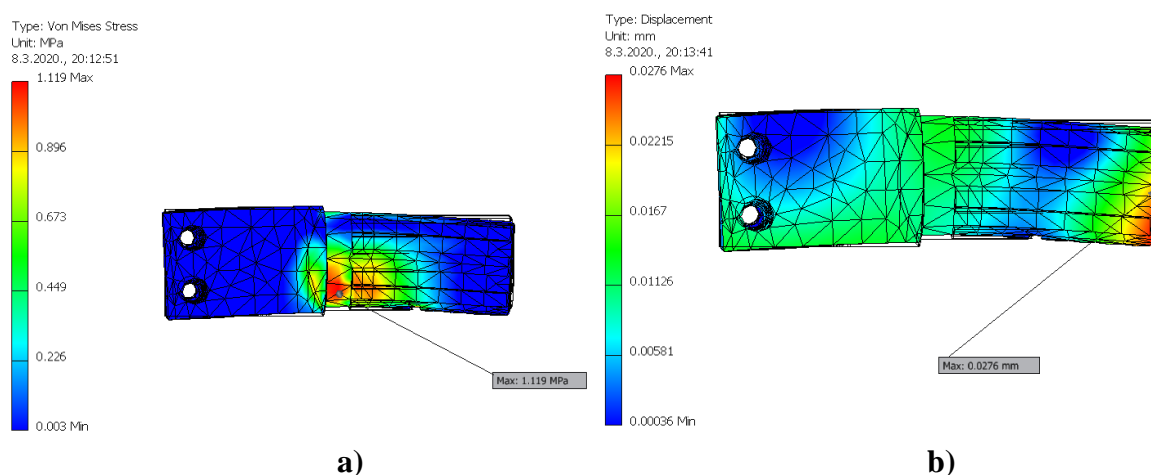 Type: Von Mises Stress
Unit: MPa
8.3.2020., 20:12:51
1.119 Max
0.896
0.673
0.449
0.226
0.003 Min
Max: 1.119 MPa
a)
Type: Displacement
Unit: mm
8.3.2020., 20:13:41
0.0276 Max
0.02215
0.0167
0.01126
0.00581
0.00036 Min
Max: 0.0276 mm
b)